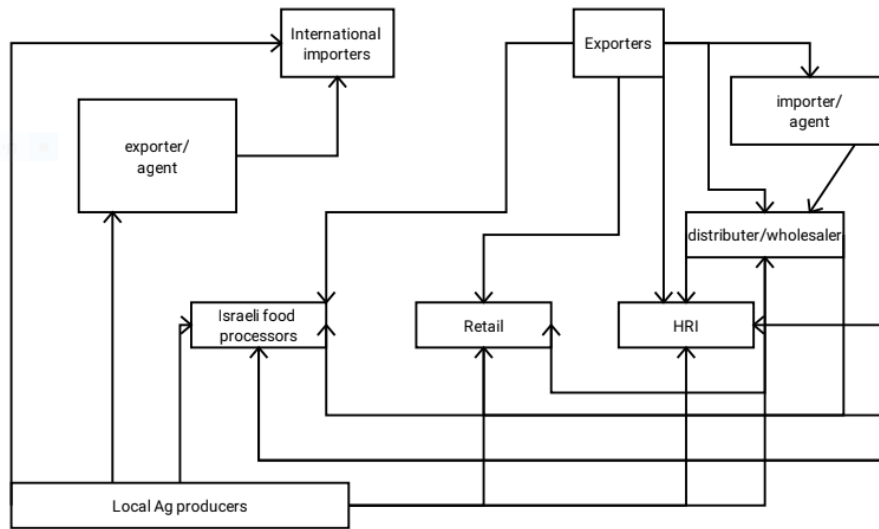 International
importers
Exporters
importer/
agent
exporter/
agent
distributer/wholesaler
Israeli food
processors
Retail
HRI
Local Ag producers